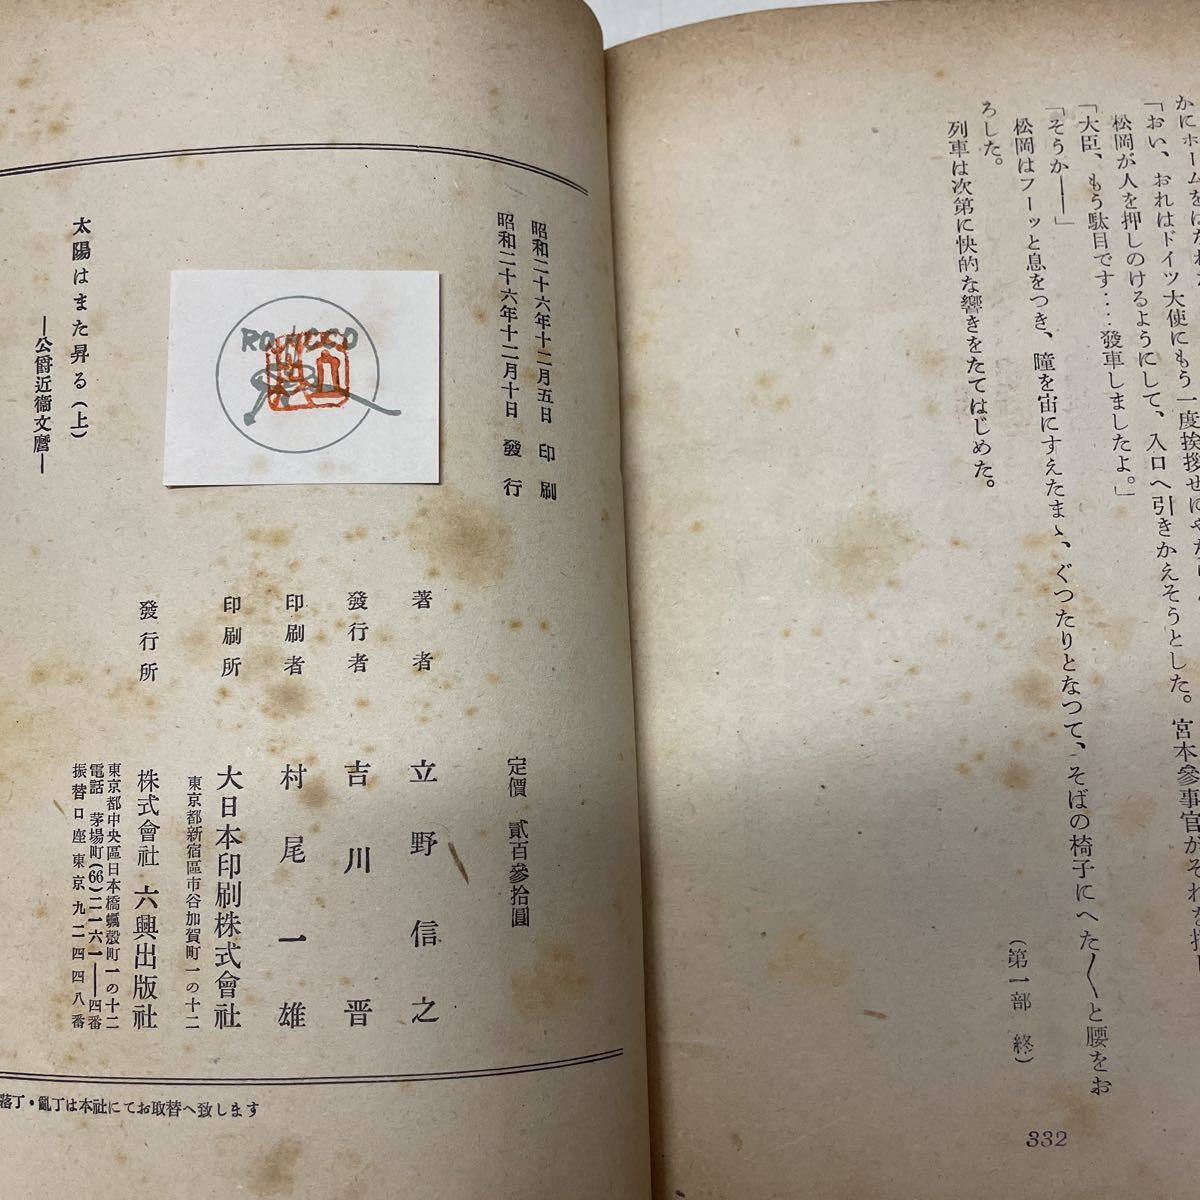 かにホームをはなれた
「おい、おれはドイツ大使にもう一度挨拶せにやならん
松岡が人を押しのけるようにして、入口へ引きかえそうとした。宮本參事官がそれを
「大臣、もう駄目です‥‥發車しましたよ。」
「そうか――」
松岡はフーッと息をつき、瞳を宙にすえたまゝ、ぐつたりとなつて、そばの椅子にへた〳〵と腰をお
ろした。
列車は次第に快的な響きをたてはじめた。
（第一部 終）
332
昭和二十六年十二月五日 印刷
昭和二十六年十二月十日 發行
ROKCCO
太陽はまた昇る（上）
―公爵近衞文麿―
定價 貳百參拾圓
著者 立野信之
發行者 吉川晋
印刷者 村尾一雄
印刷所 大日本印刷株式會社
東京都新宿區市谷加賀町一の十二
發行所 株式會社 六興出版社
東京都中央區日本橋蠣殼町一の十二
電話 茅場町(66)二一六一―四番
振替口座東京九二四四八番
落丁・亂丁は本社にてお取替へ致します